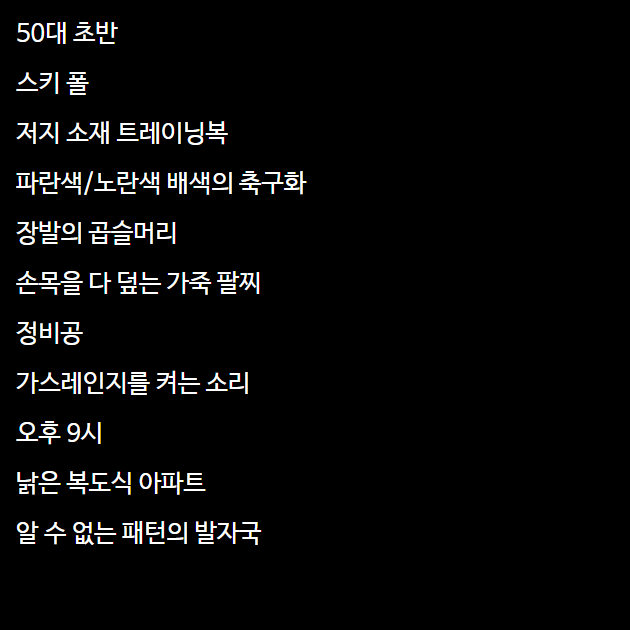 50대 초반
스키 폴
저지 소재 트레이닝복
파란색/노란색 배색의 축구화
장발의 곱슬머리
손목을 다 덮는 가죽 팔찌
정비공
가스레인지를 켜는 소리
오후 9시
낡은 복도식 아파트
알 수 없는 패턴의 발자국